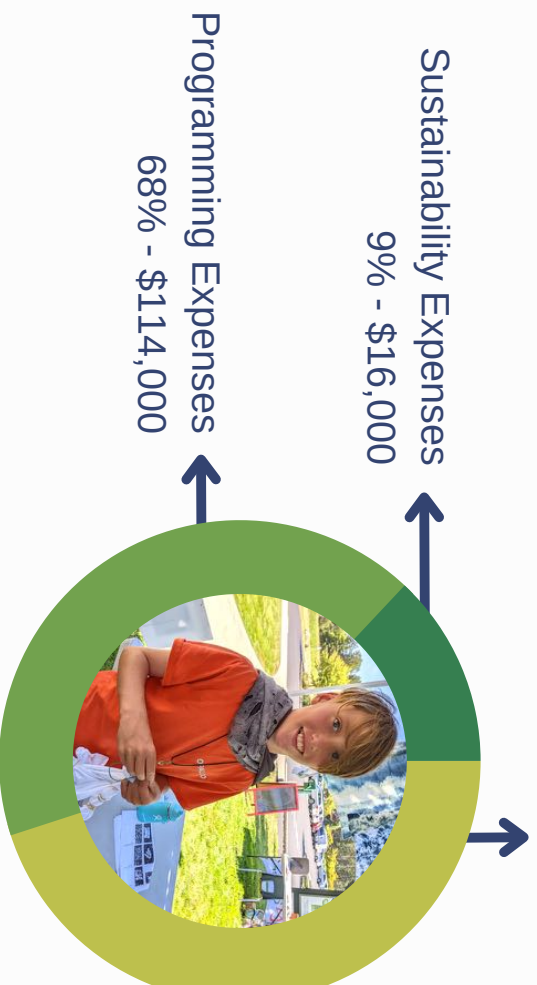 Sustainability Expenses
9% - $16,000
Programming Expenses
68% - $114,000